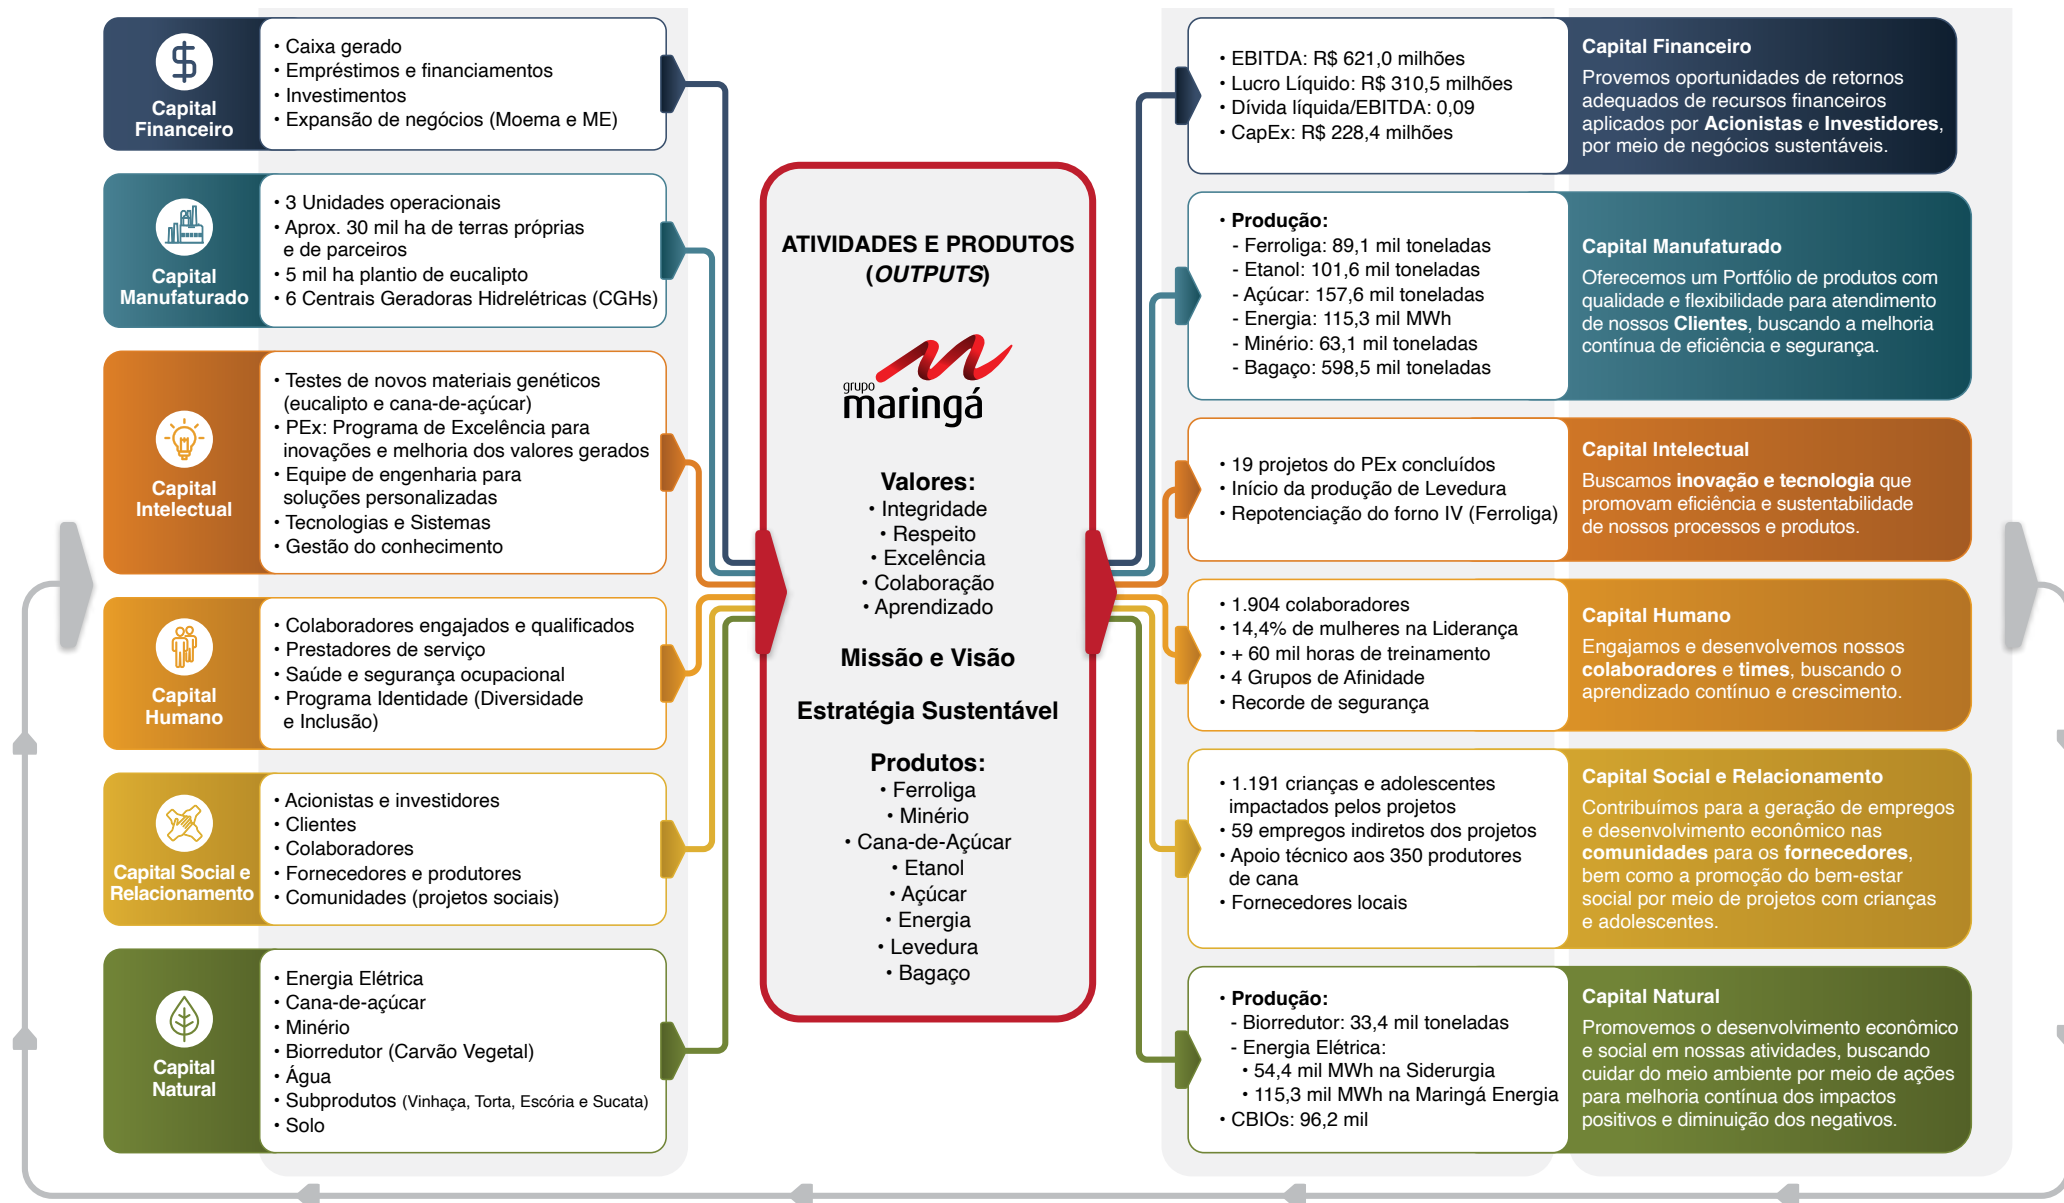 Capital
Financeiro
• Caixa gerado
• Empréstimos e financiamentos
• Investimentos
• Expansão de negócios (Moema e ME)
Capital
Manufaturado
• 3 Unidades operacionais
• Aprox. 30 mil ha de terras próprias
e de parceiros
• 5 mil ha plantio de eucalipto
• 6 Centrais Geradoras Hidrelétricas (CGHs)
Capital
Intelectual
• Testes de novos materiais genéticos
(eucalipto e cana-de-açúcar)
• PEx: Programa de Excelência para
inovações e melhoria dos valores gerados
• Equipe de engenharia para
soluções personalizadas
• Tecnologias e Sistemas
• Gestão do conhecimento
Capital
Humano
• Colaboradores engajados e qualificados
• Prestadores de serviço
• Saúde e segurança ocupacional
• Programa Identidade (Diversidade
e Inclusão)
Capital Social e
Relacionamento
• Acionistas e investidores
• Clientes
• Colaboradores
• Fornecedores e produtores
• Comunidades (projetos sociais)
Capital
Natural
• Energia Elétrica
• Cana-de-açúcar
• Minério
• Biorredutor (Carvão Vegetal)
• Água
• Subprodutos (Vinhaça, Torta, Escória e Sucata)
• Solo
ATIVIDADES E PRODUTOS
(OUTPUTS)
grupo
maringá
Valores:
• Integridade
• Respeito
• Excelência
• Colaboração
• Aprendizado
Missão e Visão
Estratégia Sustentável
Produtos:
• Ferroliga
• Minério
• Cana-de-Açúcar
• Etanol
• Açúcar
• Energia
• Levedura
• Bagaço
• EBITDA: R$ 621,0 milhões
• Lucro Líquido: R$ 310,5 milhões
• Dívida líquida/EBITDA: 0,09
• CapEx: R$ 228,4 milhões
Capital Financeiro
Provemos oportunidades de retornos
adequados de recursos financeiros
aplicados por Acionistas e Investidores,
por meio de negócios sustentáveis.
• Produção:
- Ferroliga: 89,1 mil toneladas
- Etanol: 101,6 mil toneladas
- Açúcar: 157,6 mil toneladas
- Energia: 115,3 mil MWh
- Minério: 63,1 mil toneladas
- Bagaço: 598,5 mil toneladas
Capital Manufaturado
Oferecemos um Portfólio de produtos com
qualidade e flexibilidade para atendimento
de nossos Clientes, buscando a melhoria
contínua de eficiência e segurança.
• 19 projetos do PEx concluídos
• Início da produção de Levedura
• Repotenciação do forno IV (Ferroliga)
Capital Intelectual
Buscamos inovação e tecnologia que
promovam eficiência e sustentabilidade
de nossos processos e produtos.
• 1.904 colaboradores
• 14,4% de mulheres na Liderança
• + 60 mil horas de treinamento
• 4 Grupos de Afinidade
• Recorde de segurança
Capital Humano
Engajamos e desenvolvemos nossos
colaboradores e times, buscando o
aprendizado contínuo e crescimento.
• 1.191 crianças e adolescentes
impactados pelos projetos
• 59 empregos indiretos dos projetos
• Apoio técnico aos 350 produtores
de cana
• Fornecedores locais
Capital Social e Relacionamento
Contribuímos para a geração de empregos
e desenvolvimento econômico nas
comunidades para os fornecedores,
bem como a promoção do bem-estar
social por meio de projetos com crianças
e adolescentes.
• Produção:
- Biorredutor: 33,4 mil toneladas
- Energia Elétrica:
• 54,4 mil MWh na Siderurgia
• 115,3 mil MWh na Maringá Energia
• CBIOs: 96,2 mil
Capital Natural
Promovemos o desenvolvimento econômico
e social em nossas atividades, buscando
cuidar do meio ambiente por meio de ações
para melhoria contínua dos impactos
positivos e diminuição dos negativos.